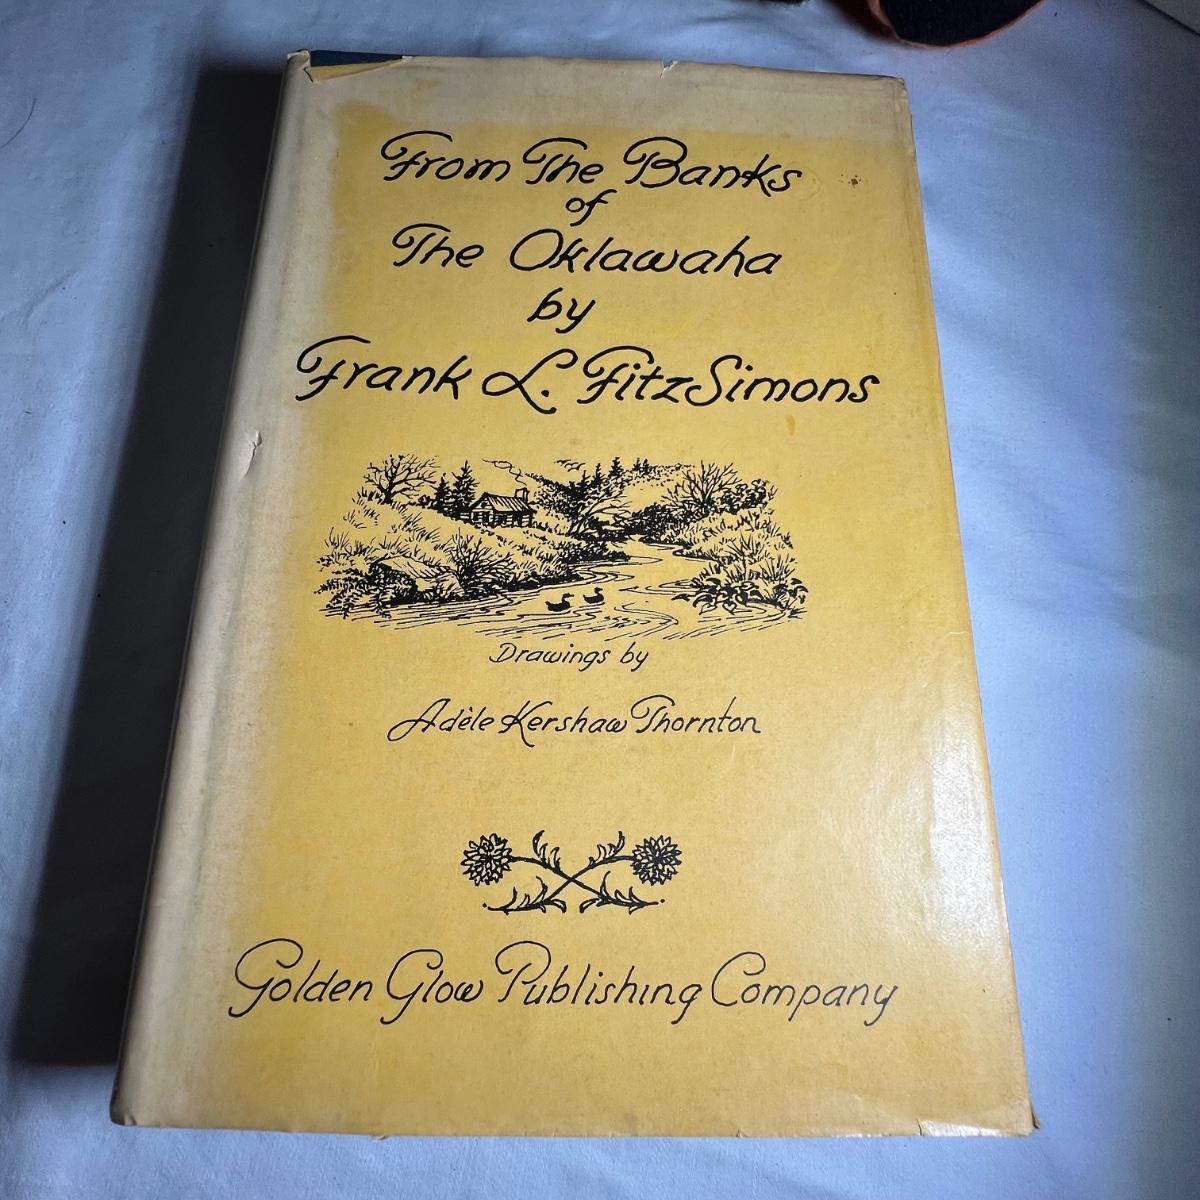 From The Banks
of
The Oklawaha
by
Frank L. FitzSimons
Drawings by
Adèle Kershaw Thornton
Golden Glow Publishing Company